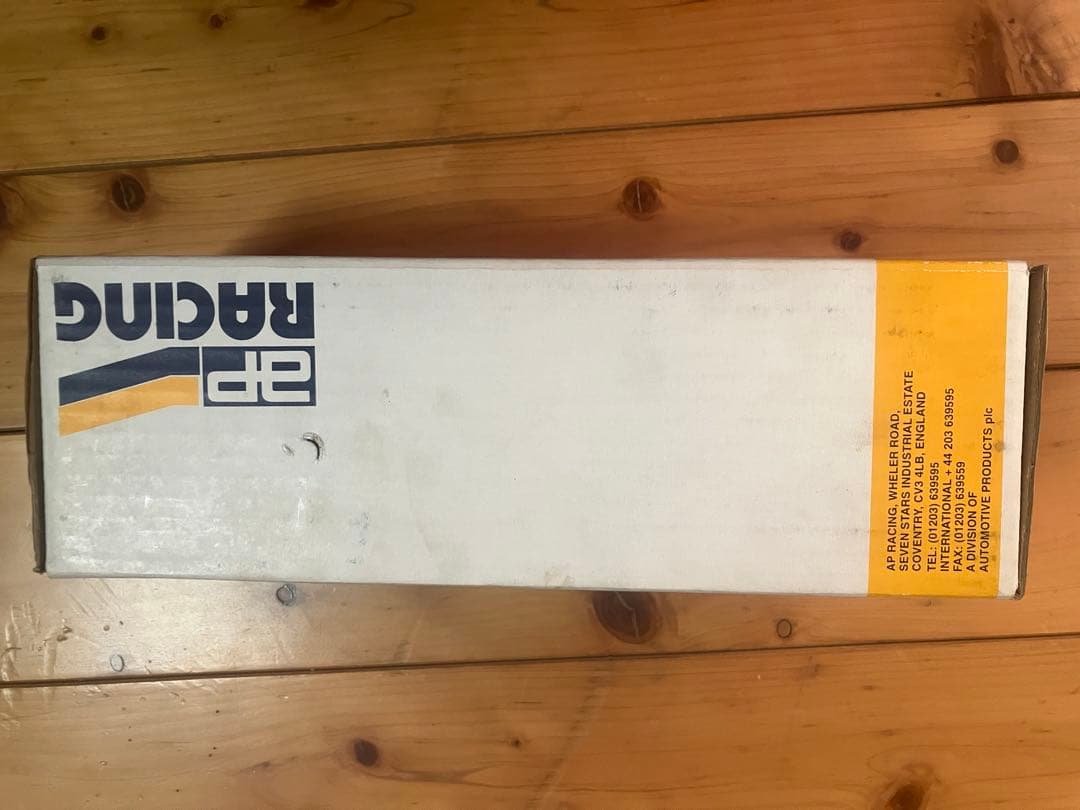 ap
RACING
AP RACING, WHELER ROAD,
SEVEN STARS INDUSTRIAL ESTATE
COVENTRY, CV3 4LB, ENGLAND
TEL: (01203) 639595
INTERNATIONAL + 44 203 639595
FAX: (01203) 639559
A DIVISION OF
AUTOMOTIVE PRODUCTS plc